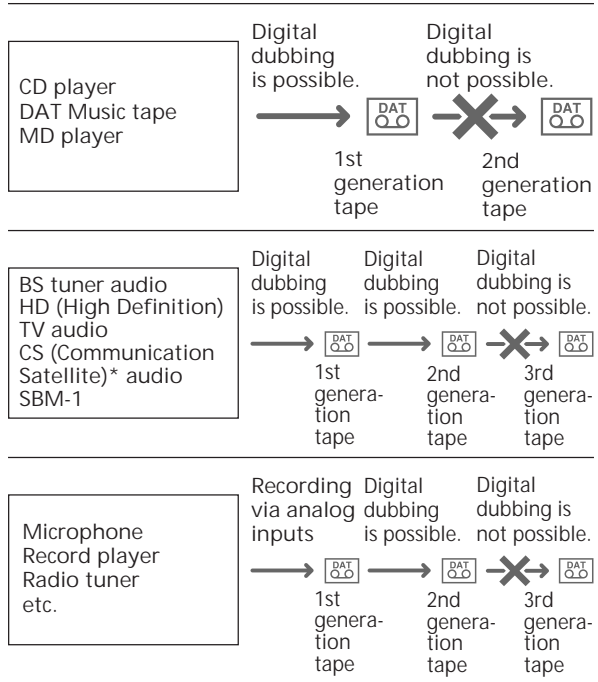 CD player
DAT Music tape
MD player
Digital
dubbing
is possible.
Digital
dubbing is
not possible.
DAT
DAT
1st
generation
tape
2nd
generation
tape
BS tuner audio
HD (High Definition)
TV audio
CS (Communication
Satellite)* audio
SBM-1
Digital
dubbing
is possible.
Digital
dubbing
is possible.
Digital
dubbing is
not possible.
DAT
DAT
DAT
1st
genera-
tion
tape
2nd
genera-
tion
tape
3rd
genera-
tion
tape
Microphone
Record player
Radio tuner
etc.
Recording
via analog
inputs
Digital
dubbing
is possible.
Digital
dubbing is
not possible.
DAT
DAT
DAT
1st
genera-
tion
tape
2nd
genera-
tion
tape
3rd
genera-
tion
tape